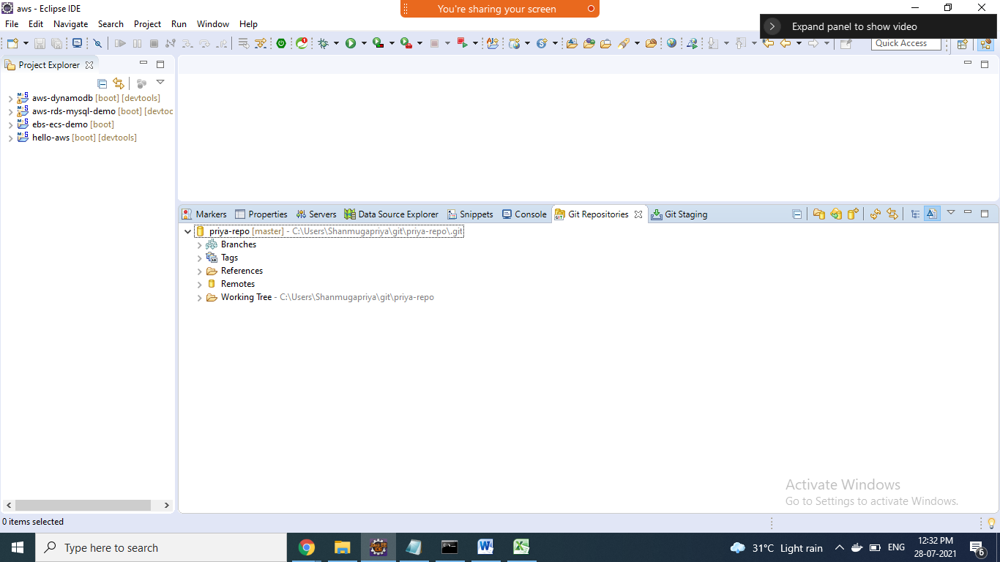 aws - Eclipse IDE
You're sharing your screen
File Edit Navigate Search Project Run Window Help
Expand panel to show video
Quick Access
Project Explorer
aws-dynamodb [boot] [devtools]
aws-rds-mysql-demo [boot] [devtoc
ebs-ecs-demo [boot]
hello-aws [boot] [devtools]
Markers Properties Servers Data Source Explorer Snippets Console Git Repositories Git Staging
priya-repo [master] - C:\Users\Shanmugapriya\git\priya-repo\.git
Branches
Tags
References
Remotes
Working Tree - C:\Users\Shanmugapriya\git\priya-repo
Activate Windows
Go to Settings to activate Windows.
0 items selected
Type here to search
31°C Light rain
ENG
12:32 PM
28-07-2021
6